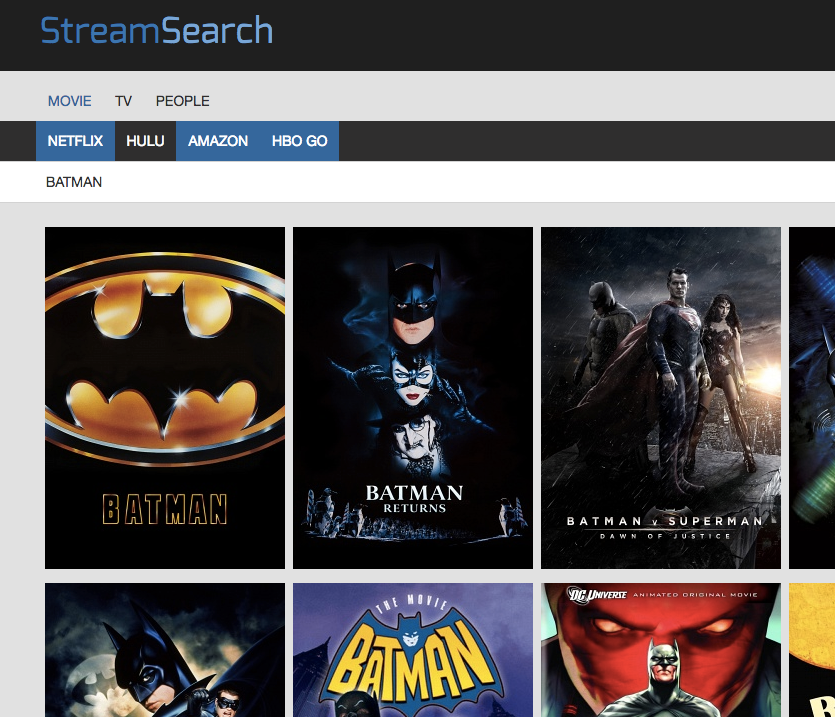 StreamSearch
MOVIE TV PEOPLE
NETFLIX HULU AMAZON HBO GO
BATMAN
BATMAN
BATMAN
RETURNS
BATMAN v SUPERMAN
DAWN OF JUSTICE
THE MOVIE
BATMAN
DC UNIVERSE ANIMATED ORIGINAL MOVIE